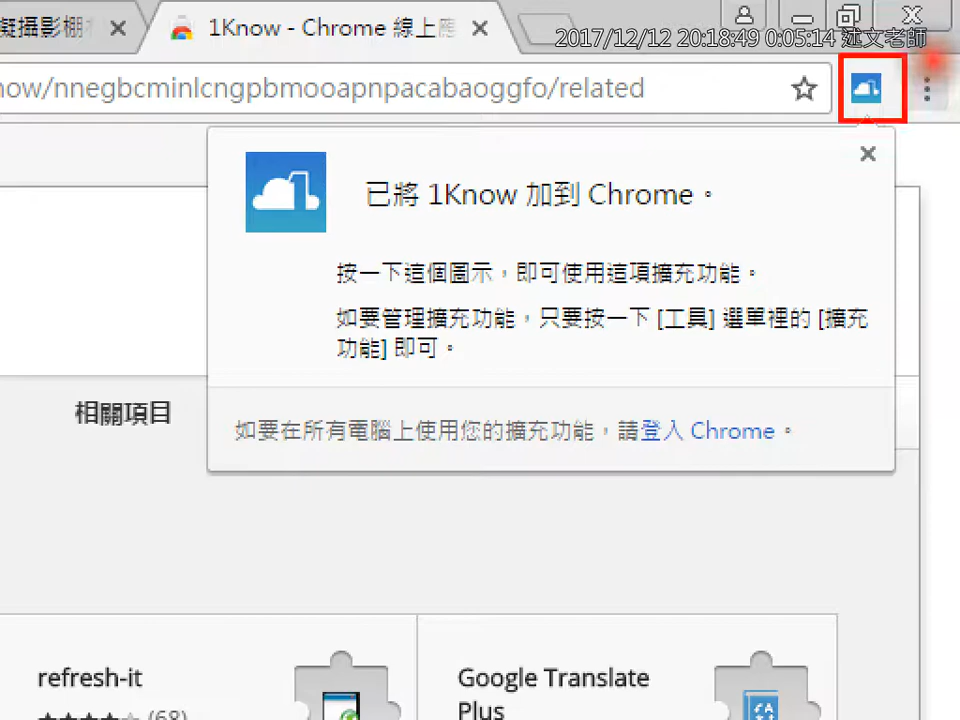 擬攝影棚
1Know - Chrome 線上應
2017/12/12 20:18:49 0:05:14 述文老師
now/nnegbcminlcngpbmooapnpacabaoggfo/related
已將 1Know 加到 Chrome。
按一下這個圖示，即可使用這項擴充功能。
如要管理擴充功能，只要按一下 [工具] 選單裡的 [擴充
功能] 即可。
相關項目
如要在所有電腦上使用您的擴充功能，請登入 Chrome。
refresh-it
(68)
Google Translate
Plus